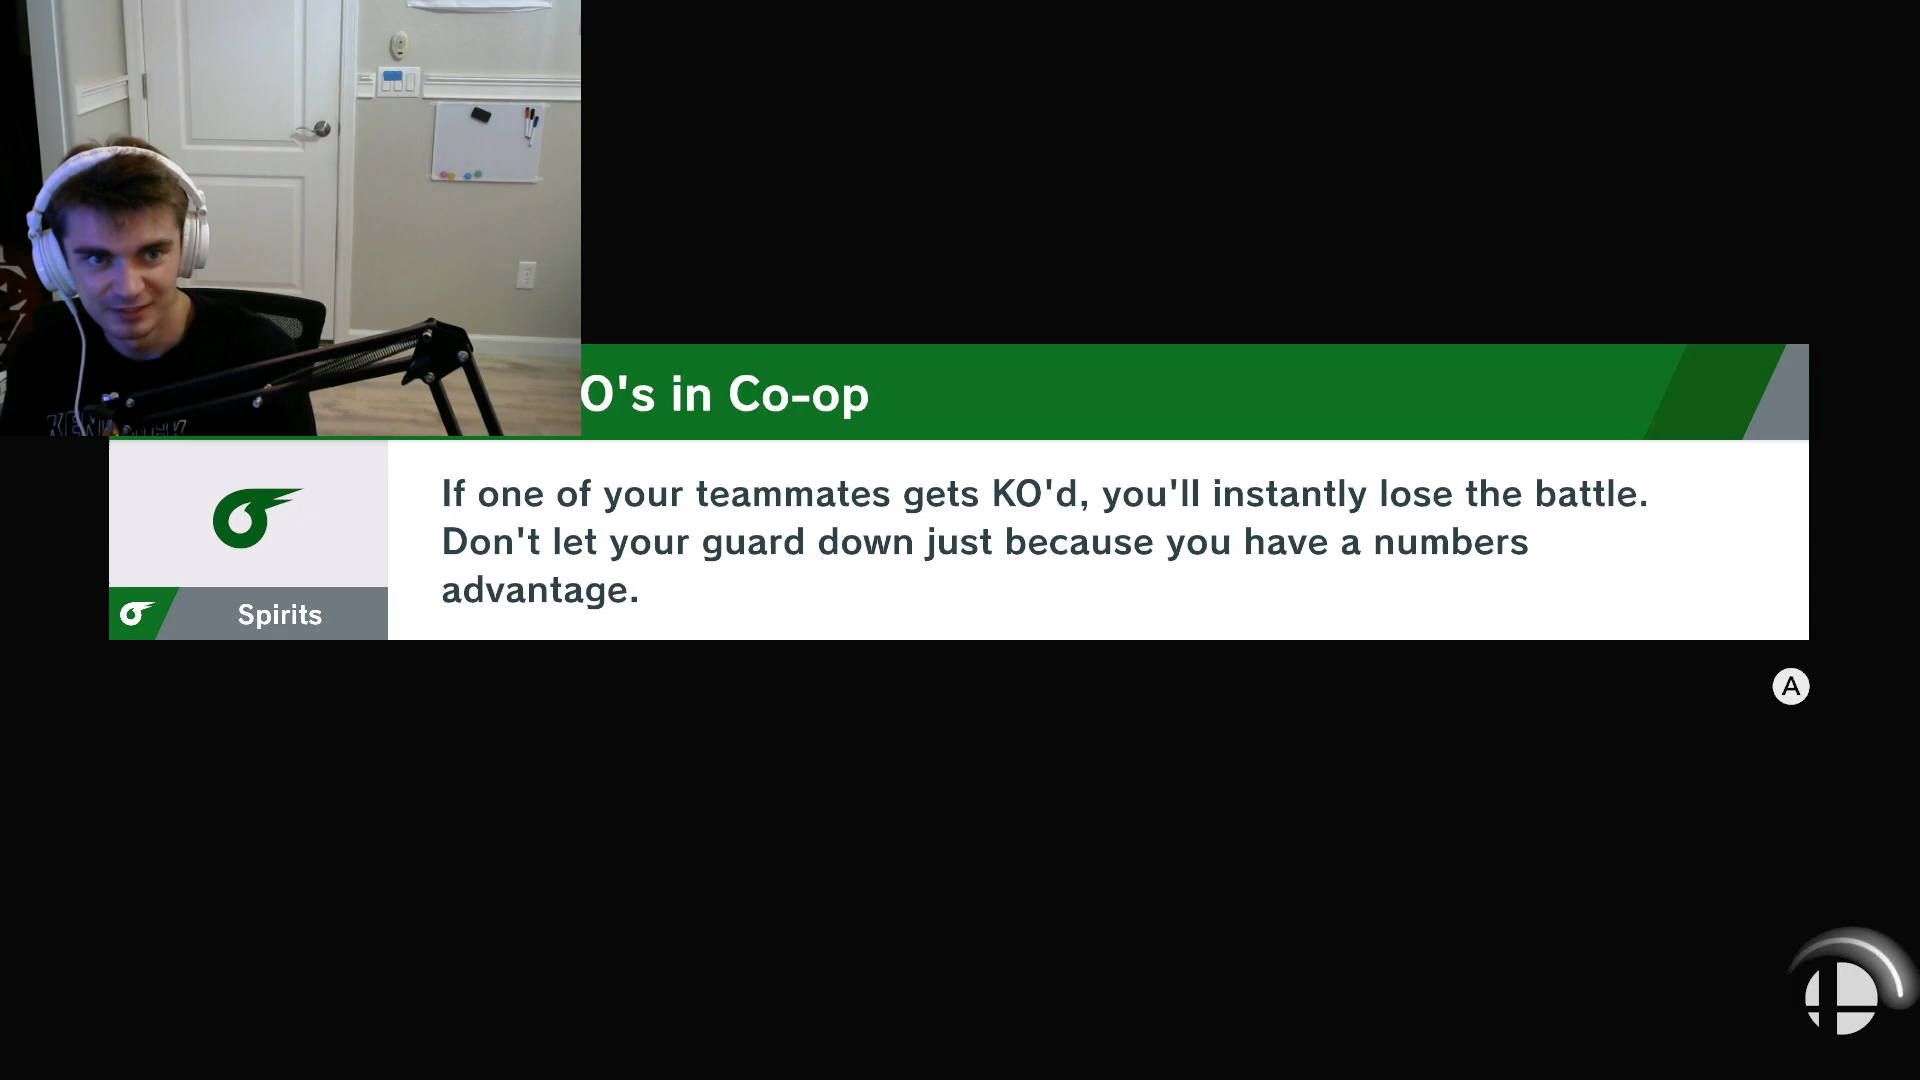 O's in Co-op
If one of your teammates gets KO'd, you'll instantly lose the battle.
Don't let your guard down just because you have a numbers
advantage.
Spirits
A